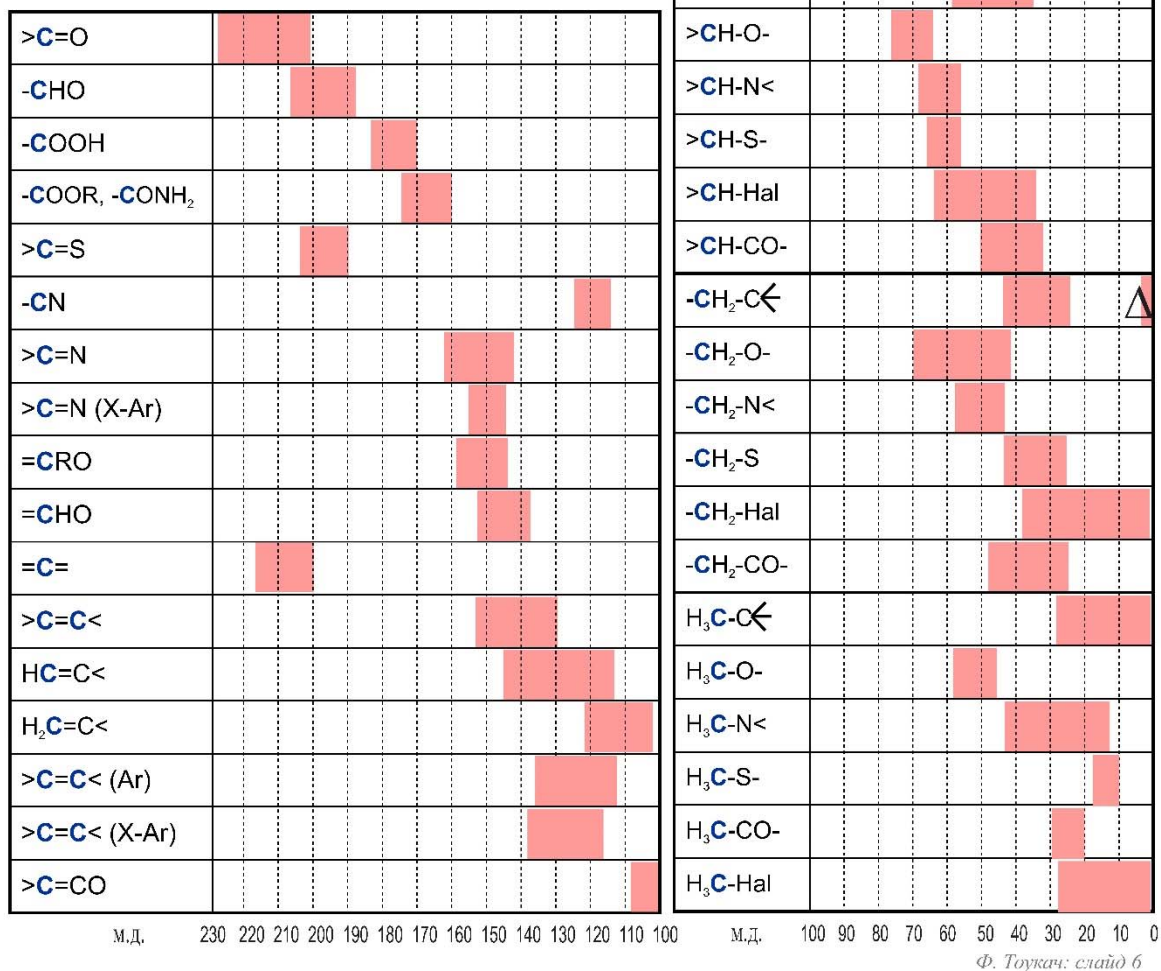 >C=O
-CHO
-COOH
-COOR, -CONH₂
>C=S
-CN
>C=N
>C=N (X-Ar)
=CRO
=CHO
=C=
>C=C<
HC=C<
H₂C=C<
>C=C< (Ar)
>C=C< (X-Ar)
>C=CO
м.д. 230 220 210 200 190 180 170 160 150 140 130 120 110 100
>CH-O-
>CH-N<
>CH-S-
>CH-Hal
>CH-CO-
-CH₂-C⋲
-CH₂-O-
-CH₂-N<
-CH₂-S
-CH₂-Hal
-CH₂-CO-
H₃C-C⋲
H₃C-O-
H₃C-N<
H₃C-S-
H₃C-CO-
H₃C-Hal
м.д. 100 90 80 70 60 50 40 30 20 10 0
Ф. Тоукач: слайд 6